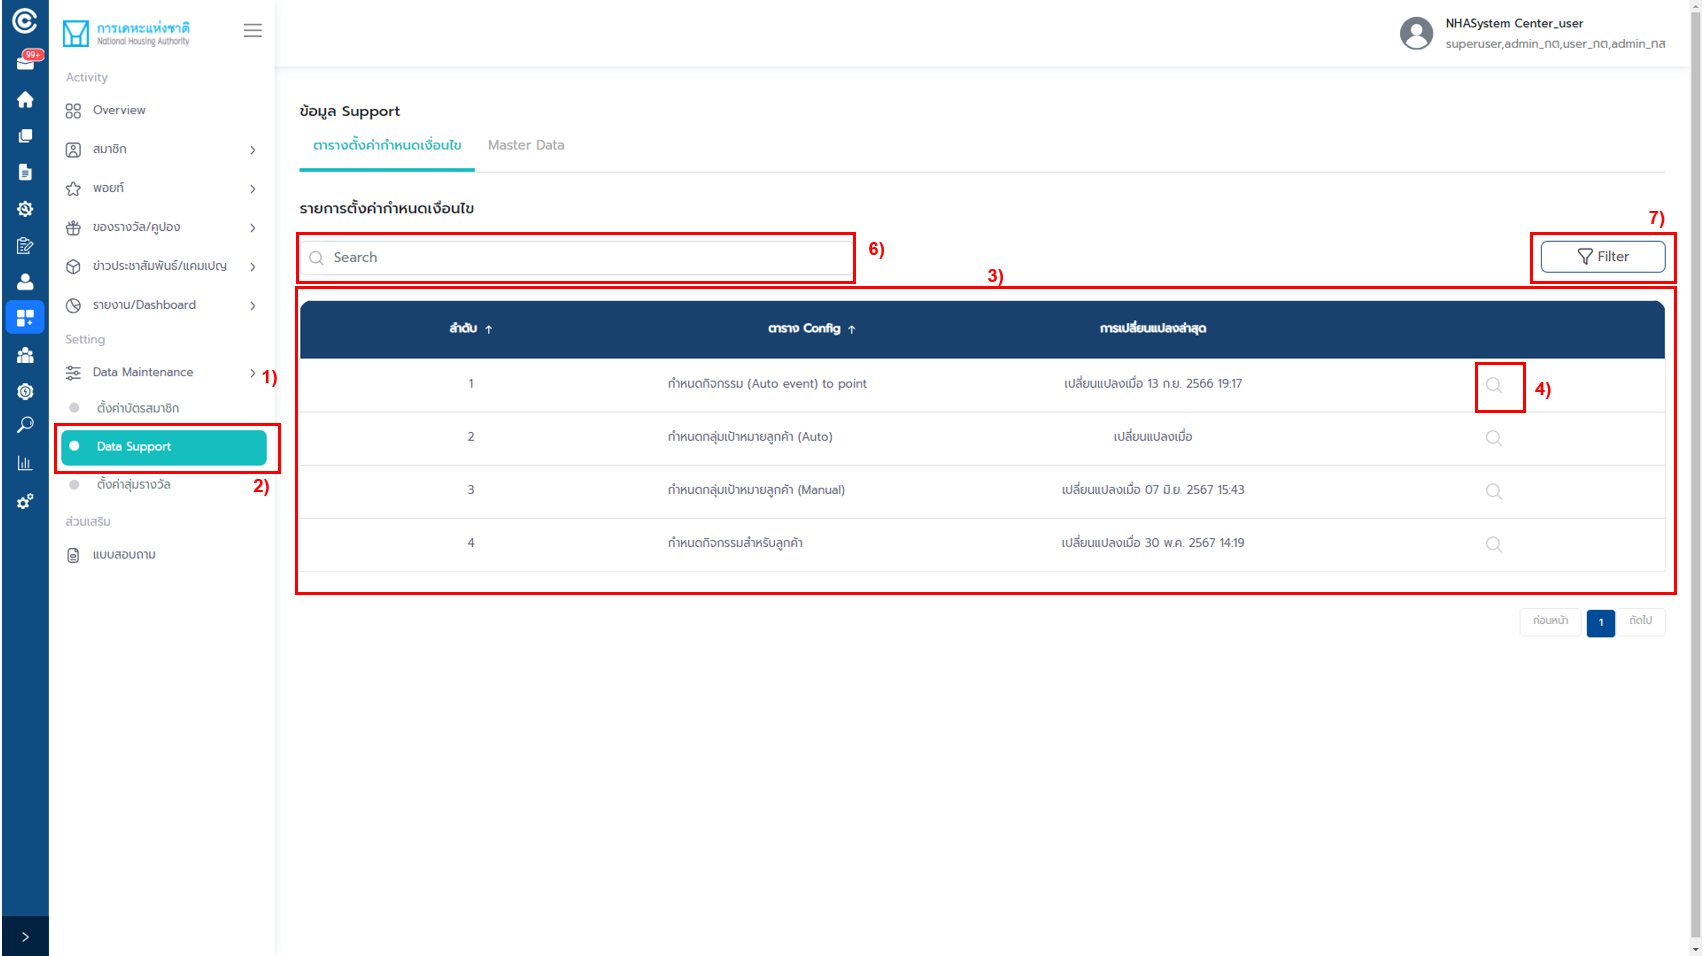 99+
การเคหะแห่งชาติ
National Housing Authority
NHASystem Center_user
superuser,admin_กต,user_กต,admin_กส
Activity
Overview
สมาชิก
พอยท์
ของรางวัล/คูปอง
ข่าวประชาสัมพันธ์/แคมเปญ
รายงาน/Dashboard
Setting
Data Maintenance
1)
ตั้งค่าบัตรสมาชิก
Data Support
2)
ตั้งค่าสุ่มรางวัล
ส่วนเสริม
แบบสอบถาม
ข้อมูล Support
ตารางตั้งค่ากำหนดเงื่อนไข Master Data
รายการตั้งค่ากำหนดเงื่อนไข
7)
Search 6) Filter
3)
ลำดับ ↑ ตาราง Config ↑ การเปลี่ยนแปลงล่าสุด
1 กำหนดกิจกรรม (Auto event) to point เปลี่ยนแปลงเมื่อ 13 ก.ย. 2566 19:17 4)
2 กำหนดกลุ่มเป้าหมายลูกค้า (Auto) เปลี่ยนแปลงเมื่อ
3 กำหนดกลุ่มเป้าหมายลูกค้า (Manual) เปลี่ยนแปลงเมื่อ 07 มิ.ย. 2567 15:43
4 กำหนดกิจกรรมสำหรับลูกค้า เปลี่ยนแปลงเมื่อ 30 พ.ค. 2567 14:19
ก่อนหน้า 1 ถัดไป